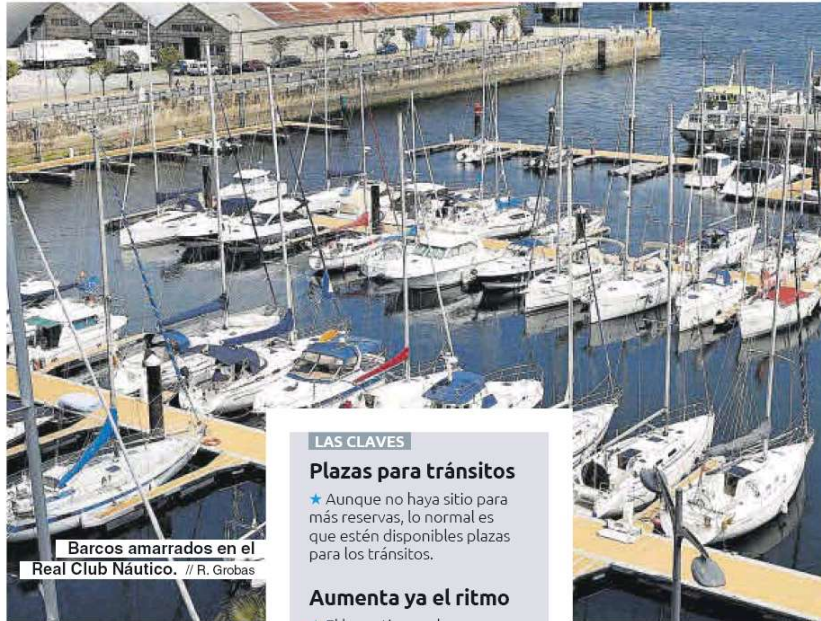 Barcos amarrados en el
Real Club Náutico. // R. Grobas
LAS CLAVES
Plazas para tránsitos
★ Aunque no haya sitio para
más reservas, lo normal es
que estén disponibles plazas
para los tránsitos.
Aumenta ya el ritmo